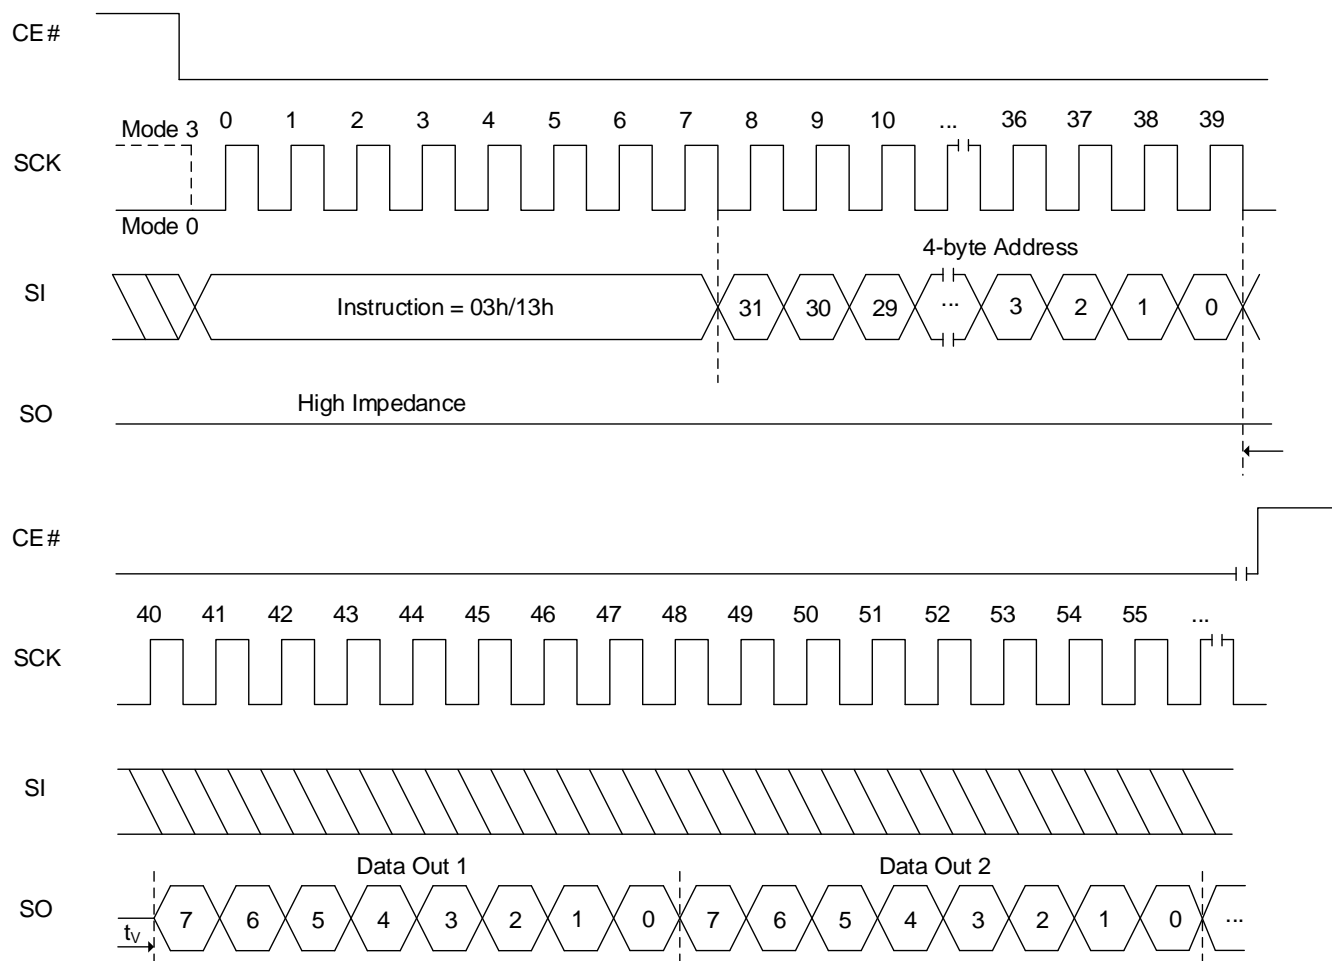 CE#
Mode 3 0 1 2 3 4 5 6 7 8 9 10 ... 36 37 38 39
SCK
Mode 0
4-byte Address
SI Instruction = 03h/13h 31 30 29 ... 3 2 1 0
High Impedance
SO
CE#
40 41 42 43 44 45 46 47 48 49 50 51 52 53 54 55 ...
SCK
SI
Data Out 1 Data Out 2
SO 7 6 5 4 3 2 1 0 7 6 5 4 3 2 1 0 ...
tV